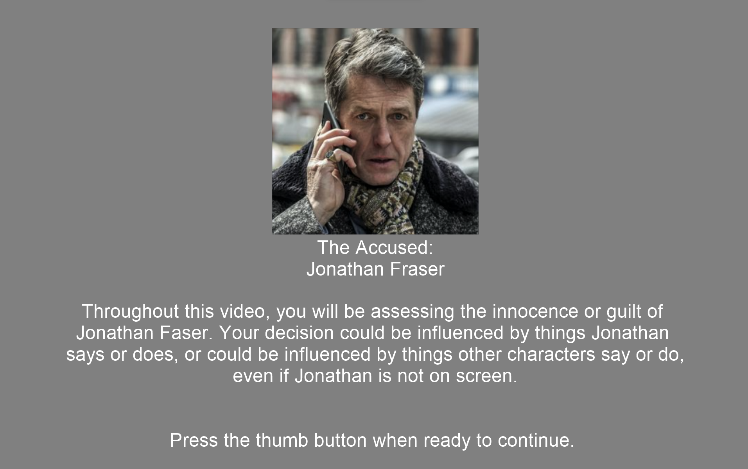 The Accused:
Jonathan Fraser
Throughout this video, you will be assessing the innocence or guilt of
Jonathan Faser. Your decision could be influenced by things Jonathan
says or does, or could be influenced by things other characters say or do,
even if Jonathan is not on screen.
Press the thumb button when ready to continue.